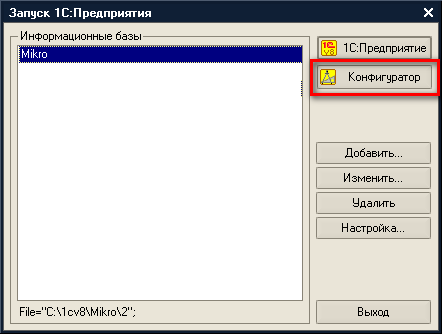 Запуск 1С:Предприятия
Информационные базы
Mikro
1С:Предприятие
Конфигуратор
Добавить...
Изменить...
Удалить
Настройка...
File="C:\1cv8\Mikro\2";
Выход